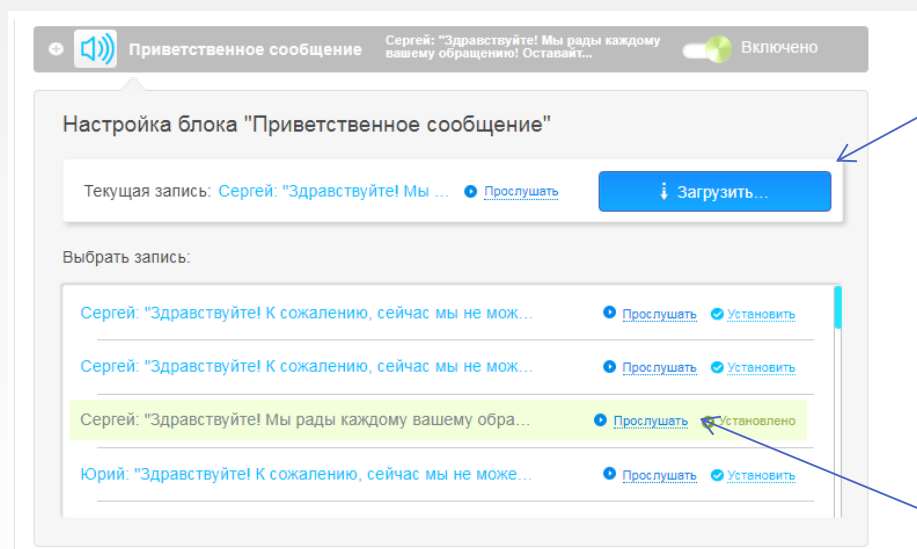 Приветственное сообщение
Сергей: "Здравствуйте! Мы рады каждому
вашему обращению! Оставайт...
Включено
Настройка блока "Приветственное сообщение"
Текущая запись: Сергей: "Здравствуйте! Мы ... Прослушать
Загрузить...
Выбрать запись:
Сергей: "Здравствуйте! К сожалению, сейчас мы не мож... Прослушать Установить
Сергей: "Здравствуйте! К сожалению, сейчас мы не мож... Прослушать Установить
Сергей: "Здравствуйте! Мы рады каждому вашему обра... Прослушать Установлено
Юрий: "Здравствуйте! К сожалению, сейчас мы не може... Прослушать Установить